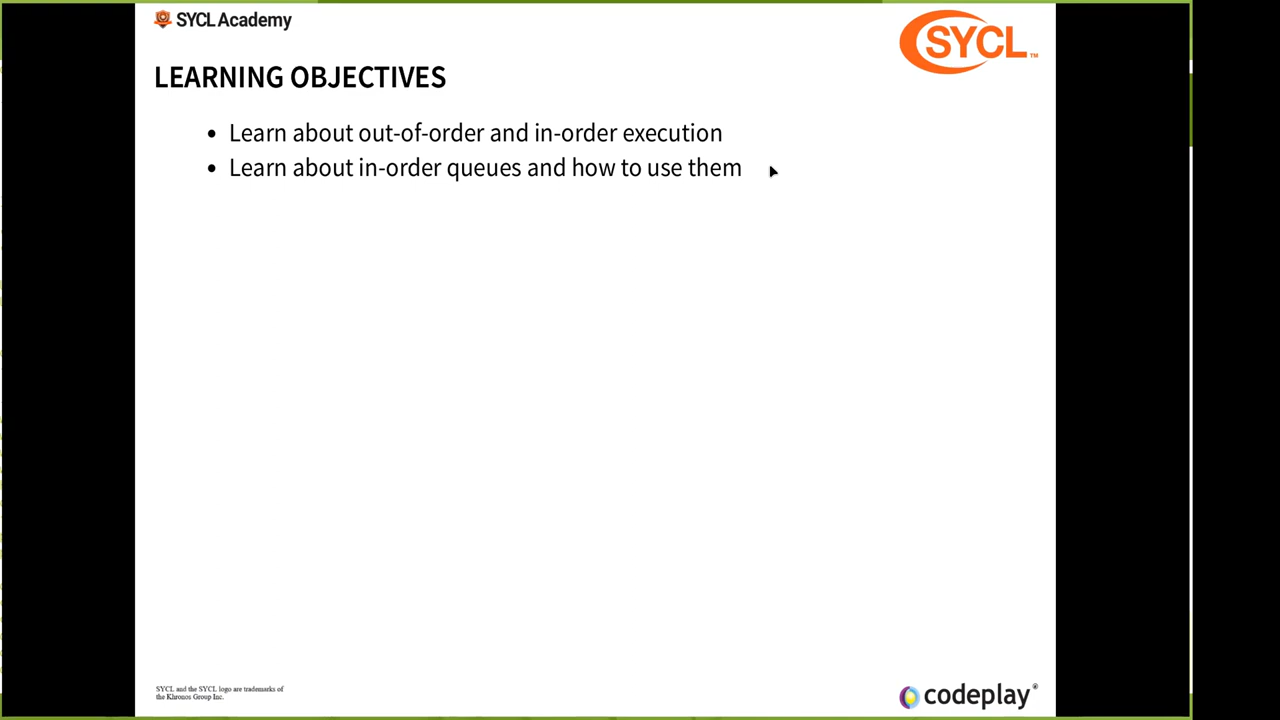 SYCL Academy
SYCL™
LEARNING OBJECTIVES
• Learn about out-of-order and in-order execution
• Learn about in-order queues and how to use them
SYCL and the SYCL logo are trademarks of
the Khronos Group Inc.
codeplay®